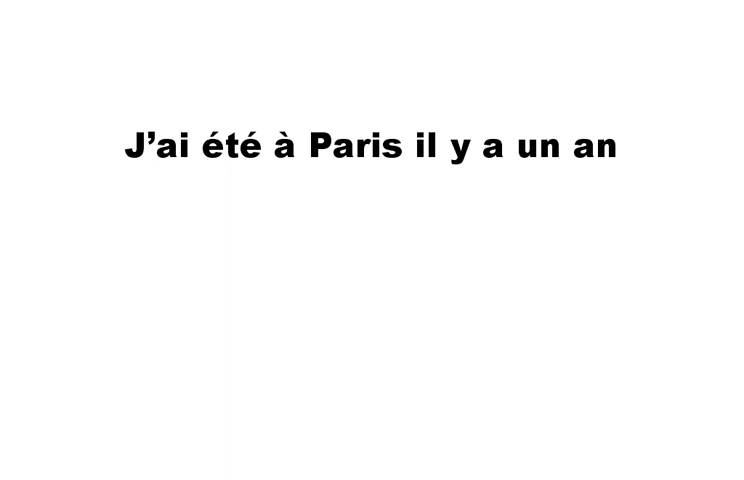 J’ai été à Paris il y a un an